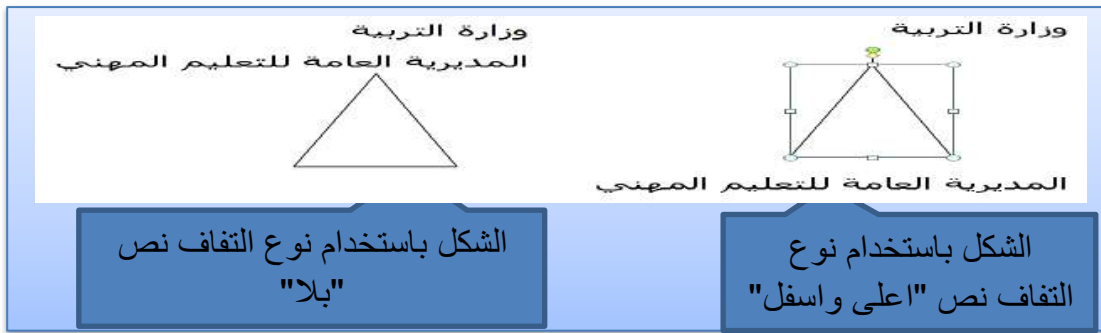 وزارة التربية
المديرية العامة للتعليم المهني
الشكل باستخدام نوع
التفاف نص "اعلى واسفل"
وزارة التربية
المديرية العامة للتعليم المهني
الشكل باستخدام نوع التفاف نص
"بلا"